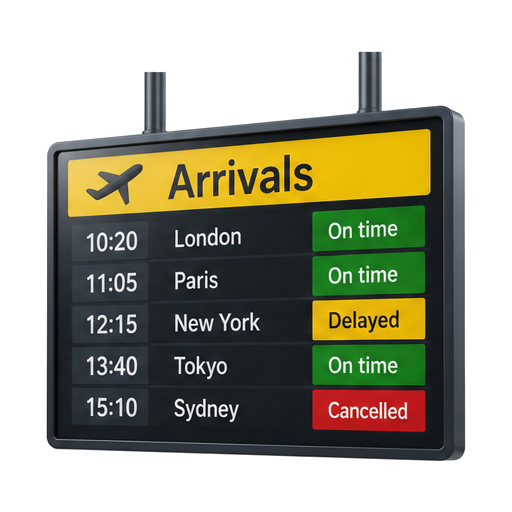 Arrivals
10:20 London On time
11:05 Paris On time
12:15 New York Delayed
13:40 Tokyo On time
15:10 Sydney Cancelled